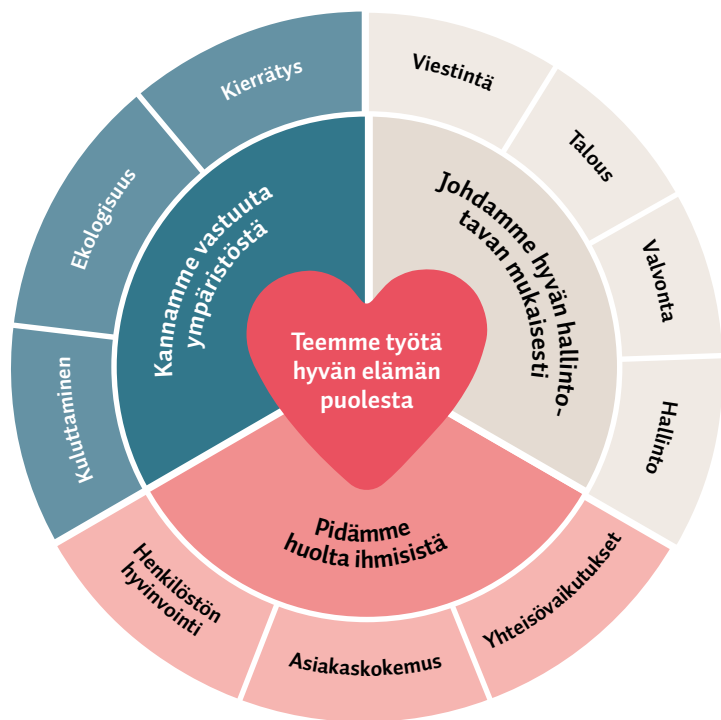 Teemme työtä
hyvän elämän
puolesta
Kannamme vastuuta
ympäristöstä
Kierrätys
Ekologisuus
Kuluttaminen
Johdamme hyvän hallinto-
tavan mukaisesti
Viestintä
Talous
Valvonta
Hallinto
Pidämme
huolta ihmisistä
Henkilöstön
hyvinvointi
Asiakaskokemus
Yhteisövaikutukset